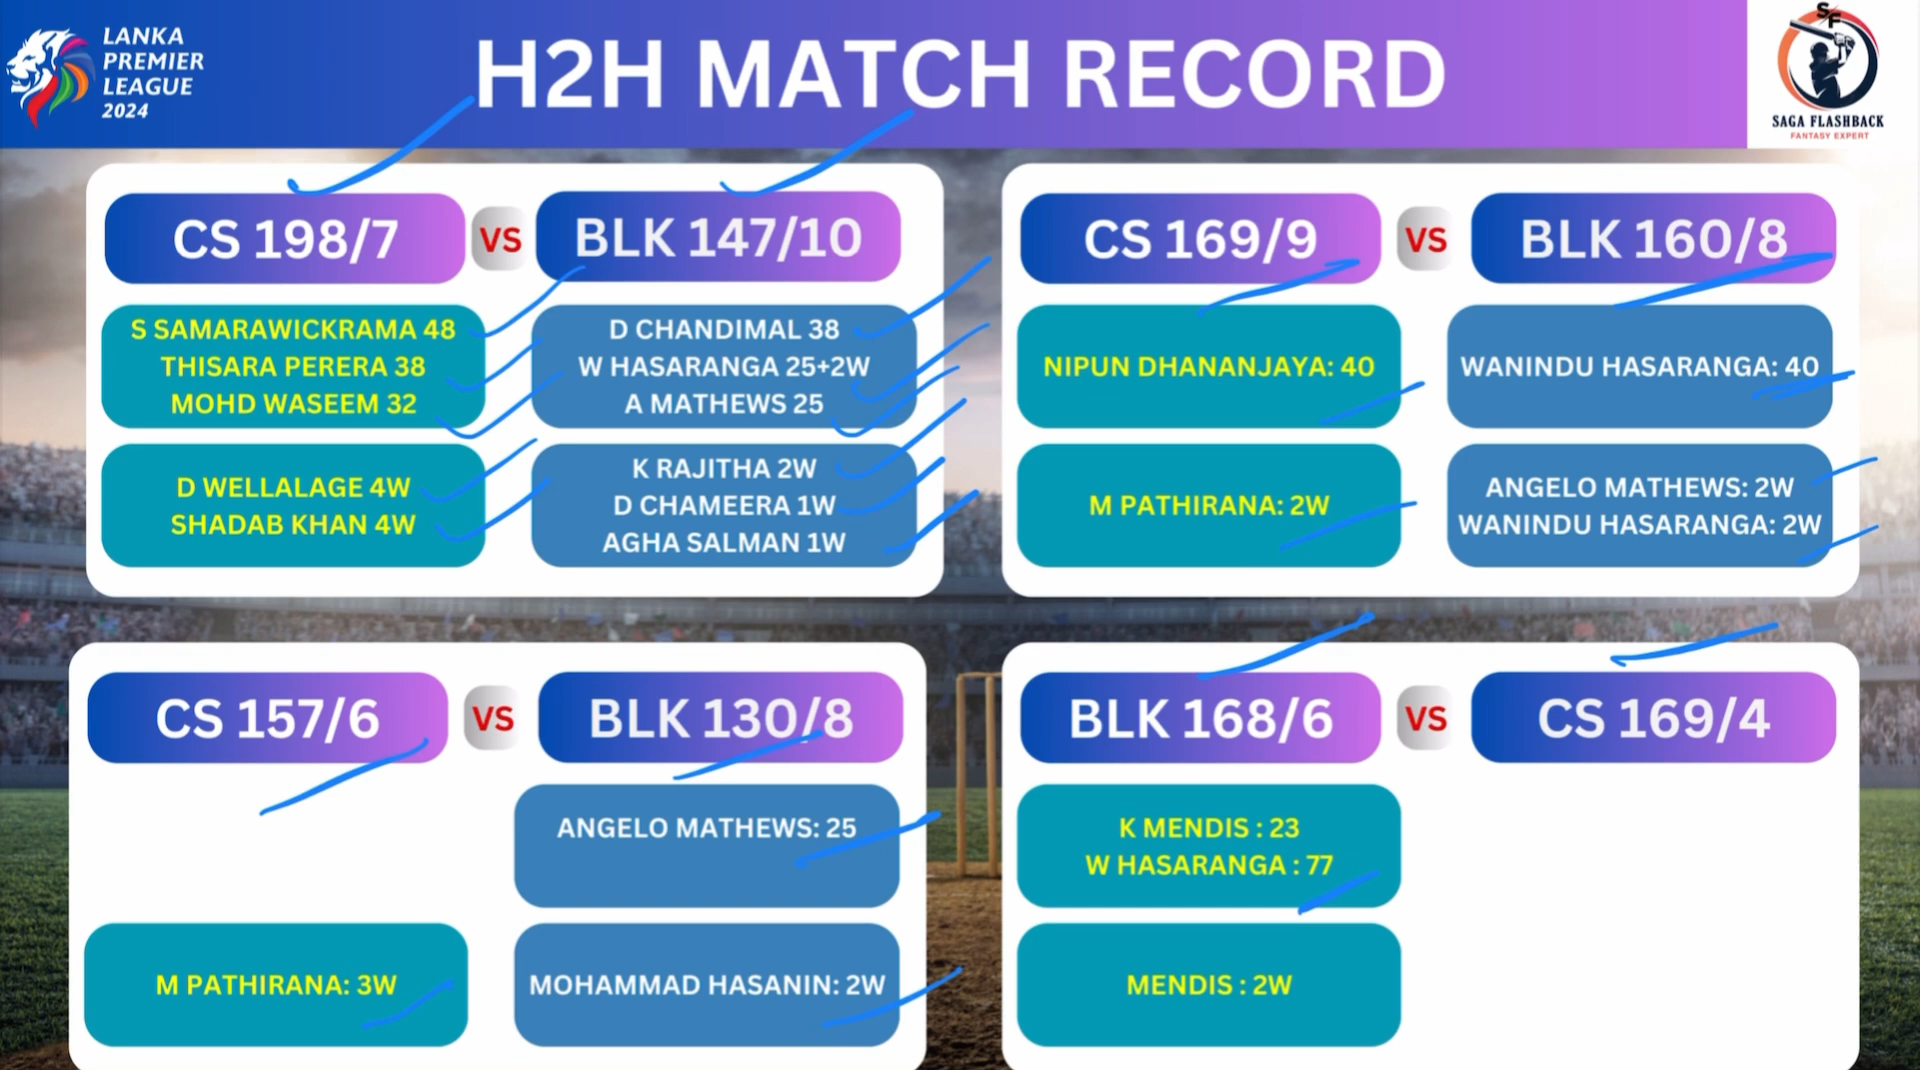 LANKA
PREMIER
LEAGUE
2024
H2H MATCH RECORD
SF
SAGA FLASHBACK
FANTASY EXPERT
CS 198/7
VS
BLK 147/10
S SAMARAWICKRAMA 48
THISARA PERERA 38
MOHD WASEEM 32
D CHANDIMAL 38
W HASARANGA 25+2W
A MATHEWS 25
D WELLALAGE 4W
SHADAB KHAN 4W
K RAJITHA 2W
D CHAMEERA 1W
AGHA SALMAN 1W
CS 169/9
VS
BLK 160/8
NIPUN DHANANJAYA: 40
WANINDU HASARANGA: 40
M PATHIRANA: 2W
ANGELO MATHEWS: 2W
WANINDU HASARANGA: 2W
CS 157/6
VS
BLK 130/8
ANGELO MATHEWS: 25
M PATHIRANA: 3W
MOHAMMAD HASANIN: 2W
BLK 168/6
VS
CS 169/4
K MENDIS : 23
W HASARANGA : 77
MENDIS : 2W